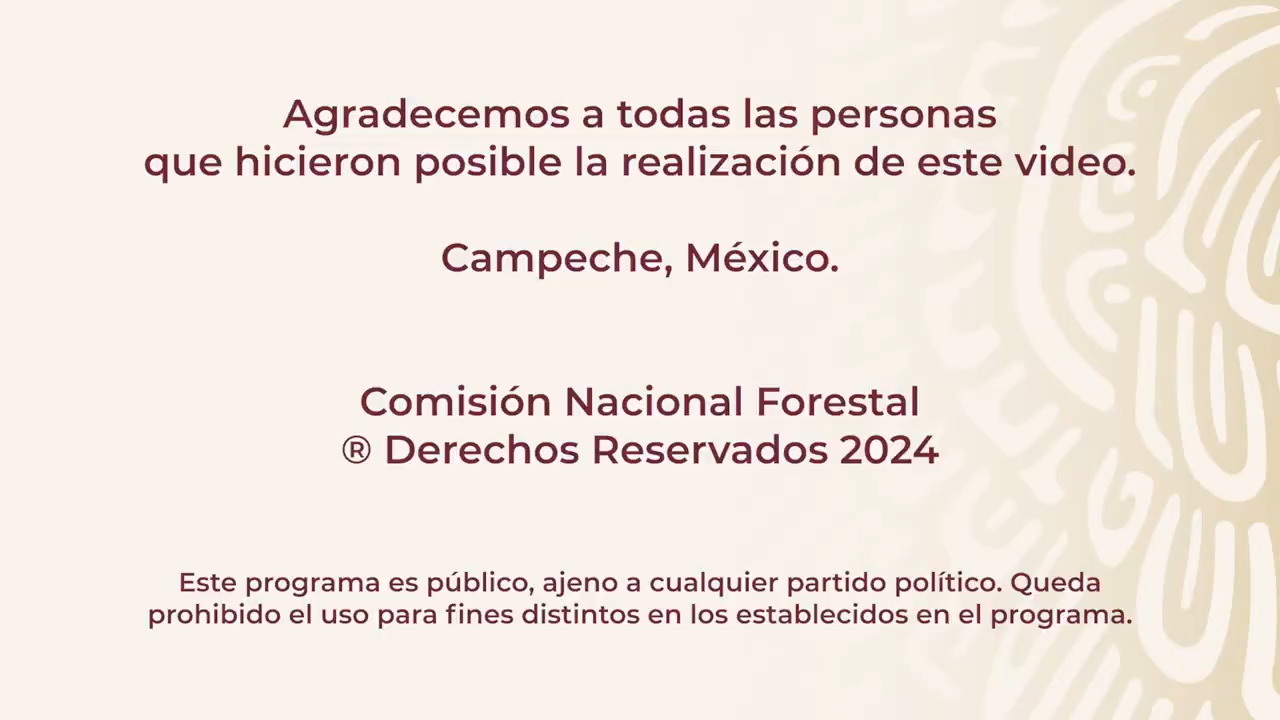 Agradecemos a todas las personas
que hicieron posible la realización de este video.
Campeche, México.
Comisión Nacional Forestal
® Derechos Reservados 2024
Este programa es público, ajeno a cualquier partido político. Queda
prohibido el uso para fines distintos en los establecidos en el programa.